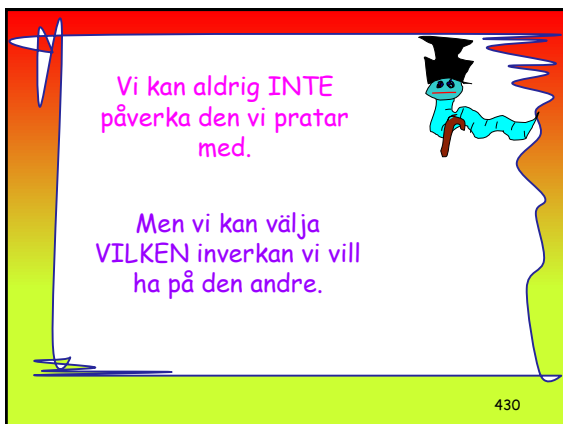 Vi kan aldrig INTE
påverka den vi pratar
med.
Men vi kan välja
VILKEN inverkan vi vill
ha på den andre.
430